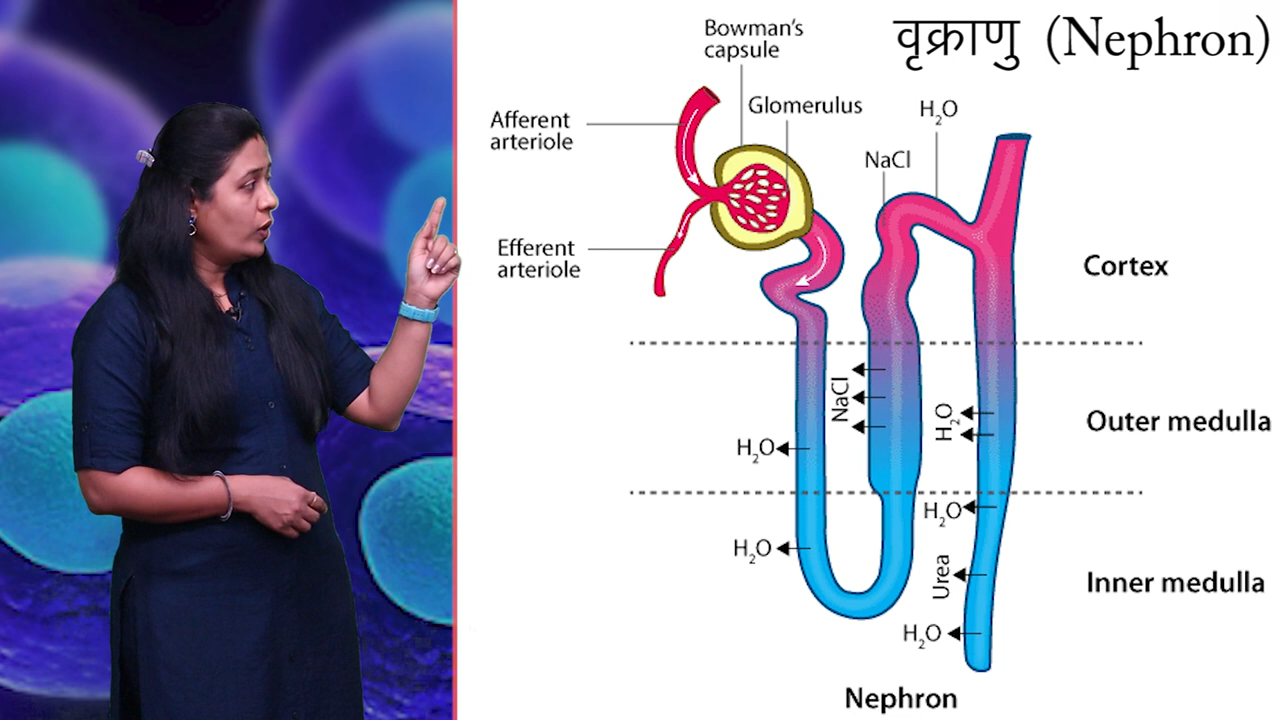 वृक्राणु (Nephron)
Bowman's
capsule
Glomerulus
Afferent
arteriole
Efferent
arteriole
H₂O
NaCl
Cortex
NaCl
H₂O
H₂O
Outer medulla
H₂O
H₂O
H₂O
Urea
Inner medulla
H₂O
Nephron